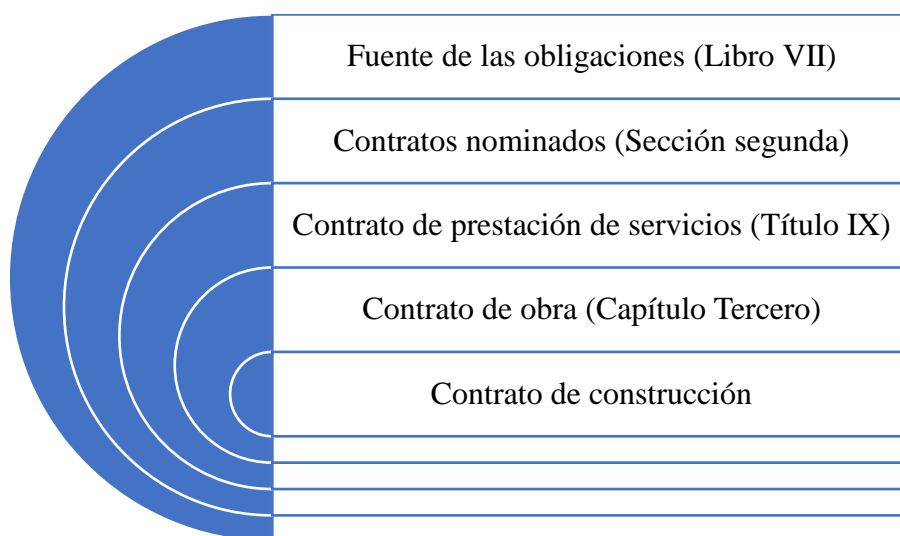 Fuente de las obligaciones (Libro VII)
Contratos nominados (Sección segunda)
Contrato de prestación de servicios (Título IX)
Contrato de obra (Capítulo Tercero)
Contrato de construcción